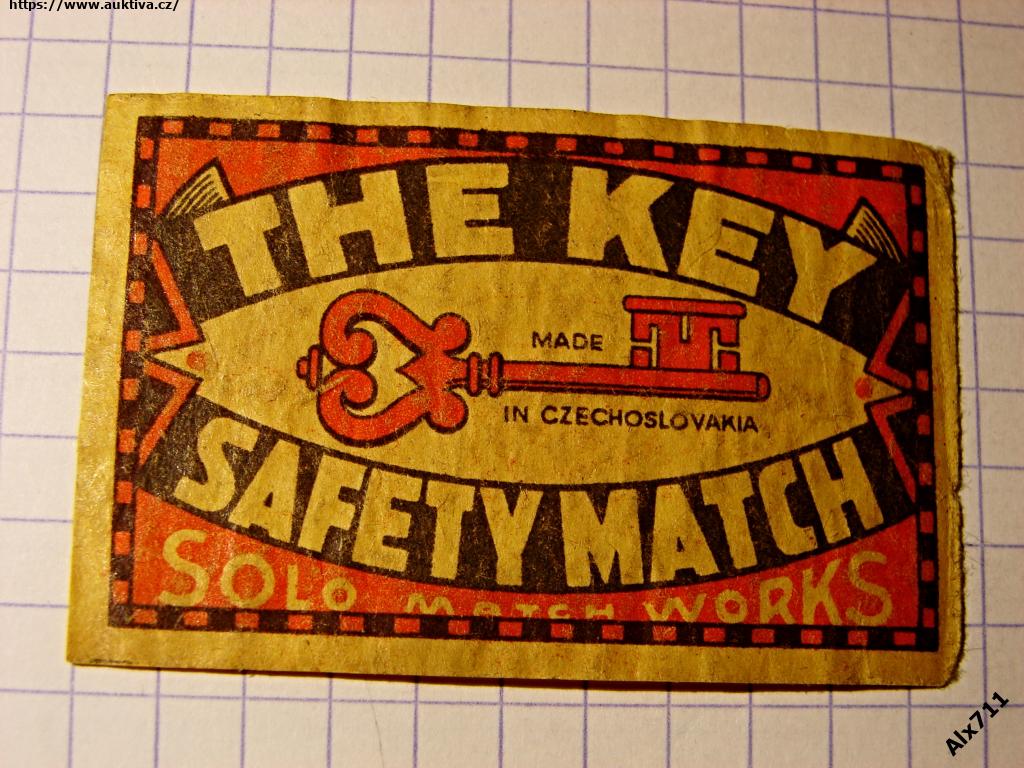 https://www.auktiva.cz/
THE KEY
MADE
IN CZECHOSLOVAKIA
SAFETY MATCH
SOLO MATCH WORKS
Alx711